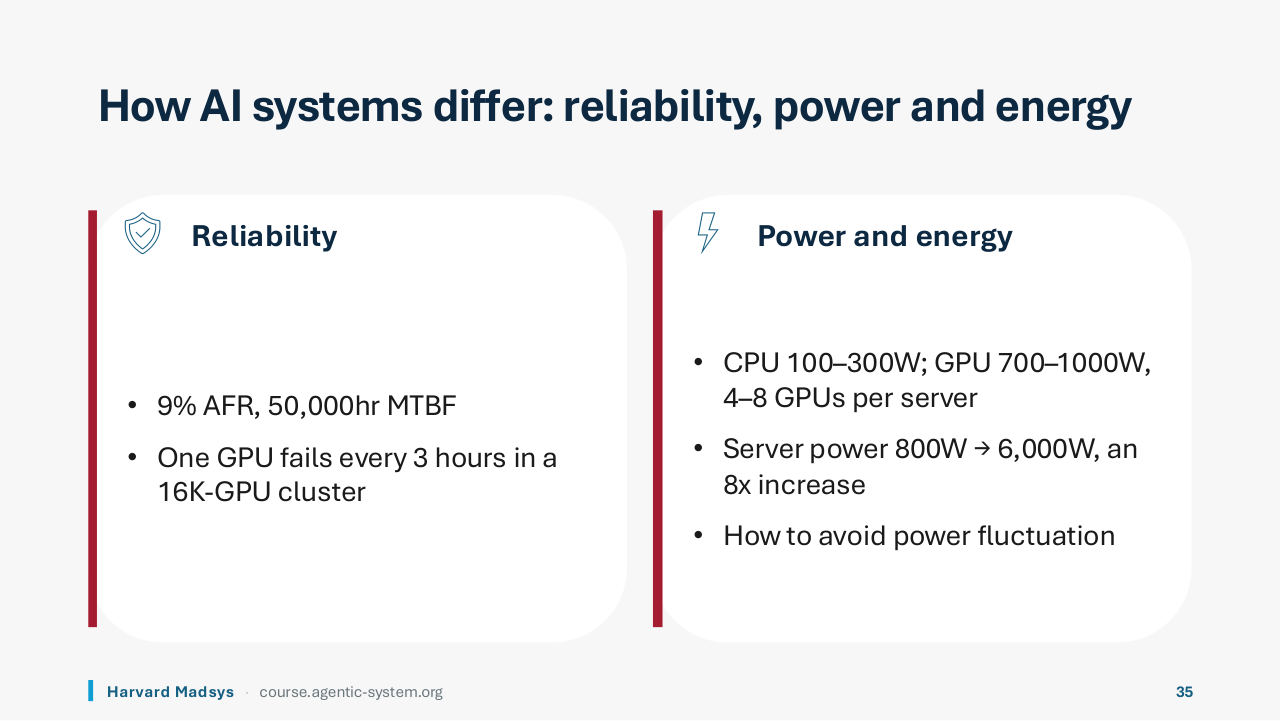 How AI systems differ: reliability, power and energy
Reliability
• 9% AFR, 50,000hr MTBF
• One GPU fails every 3 hours in a
16K-GPU cluster
Power and energy
• CPU 100–300W; GPU 700–1000W,
4–8 GPUs per server
• Server power 800W → 6,000W, an
8x increase
• How to avoid power fluctuation
Harvard Madsys · course.agentic-system.org
35